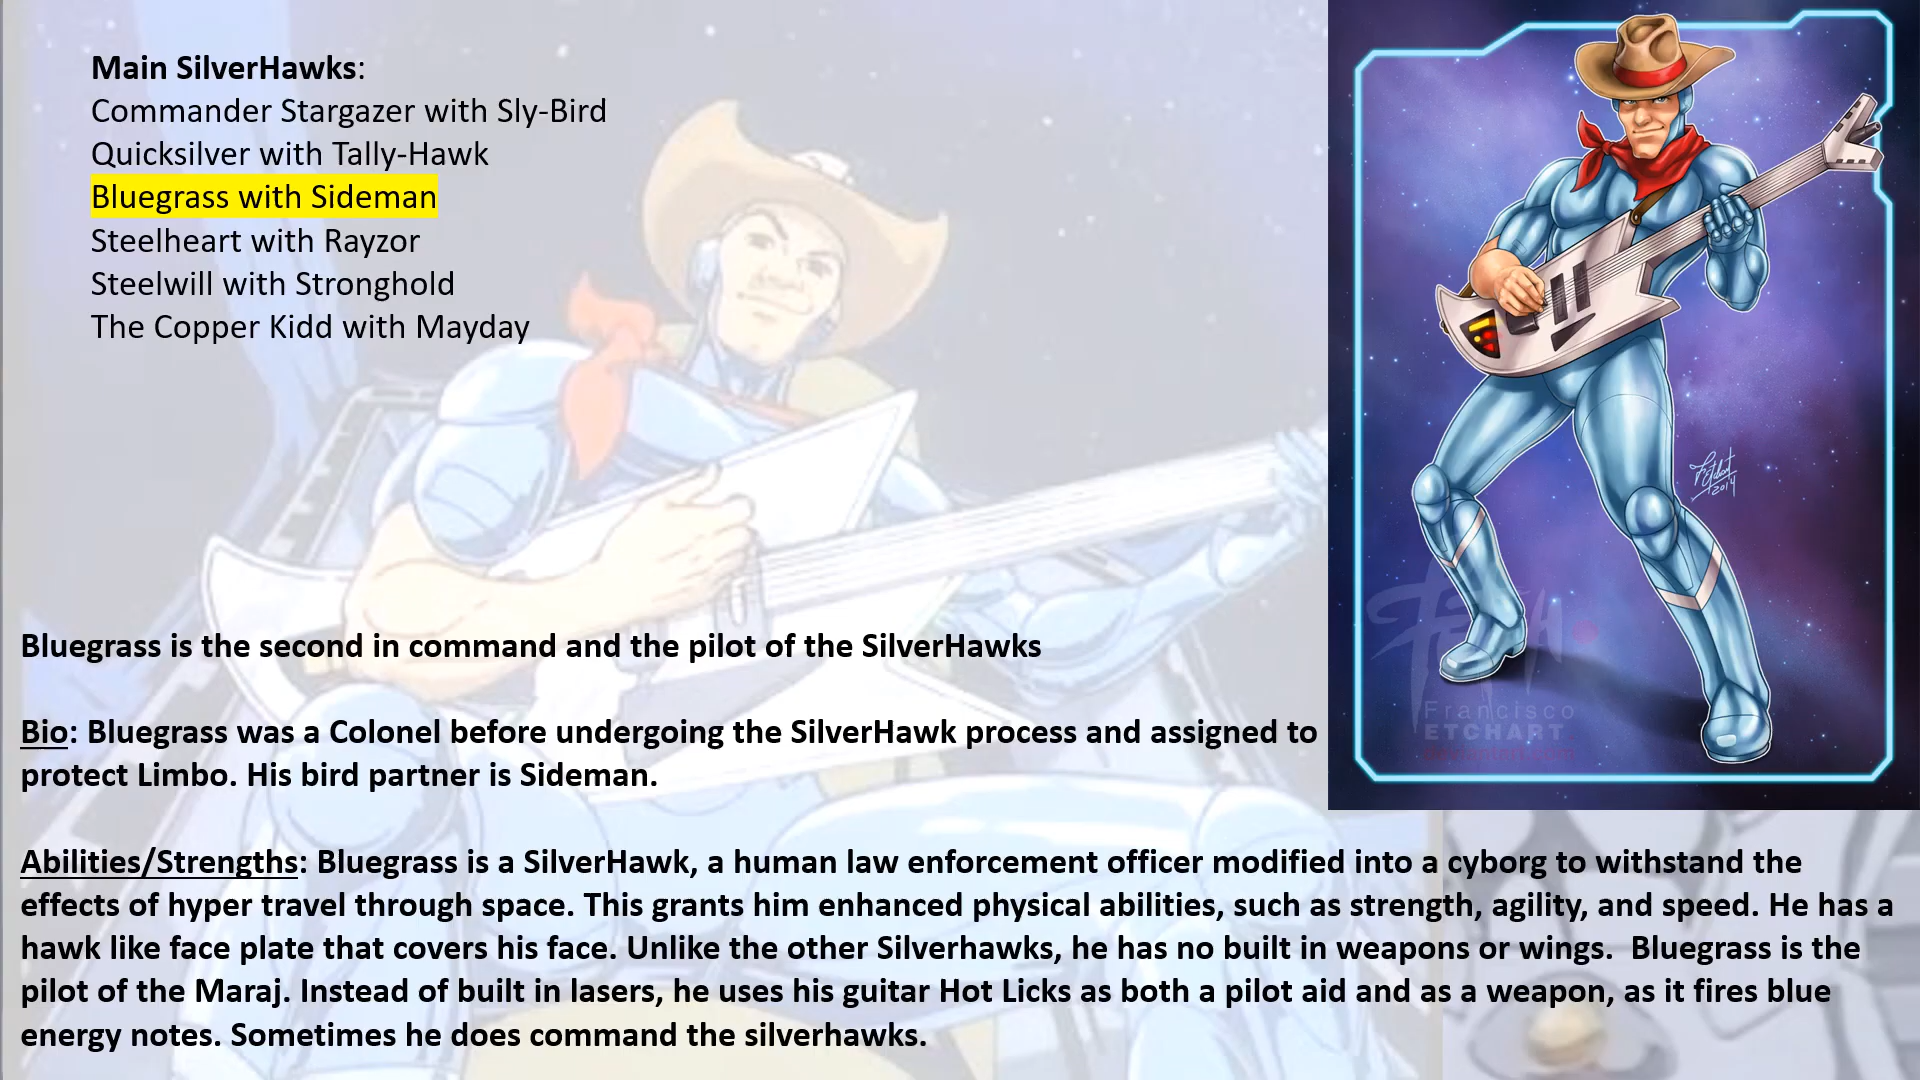 Main SilverHawks:
Commander Stargazer with Sly-Bird
Quicksilver with Tally-Hawk
Bluegrass with Sideman
Steelheart with Rayzor
Steelwill with Stronghold
The Copper Kidd with Mayday
2014
Francisco
ETCHART
Bluegrass is the second in command and the pilot of the SilverHawks
Bio: Bluegrass was a Colonel before undergoing the SilverHawk process and assigned to
protect Limbo. His bird partner is Sideman.
Abilities/Strengths: Bluegrass is a SilverHawk, a human law enforcement officer modified into a cyborg to withstand the
effects of hyper travel through space. This grants him enhanced physical abilities, such as strength, agility, and speed. He has a
hawk like face plate that covers his face. Unlike the other Silverhawks, he has no built in weapons or wings.  Bluegrass is the
pilot of the Maraj. Instead of built in lasers, he uses his guitar Hot Licks as both a pilot aid and as a weapon, as it fires blue
energy notes. Sometimes he does command the silverhawks.